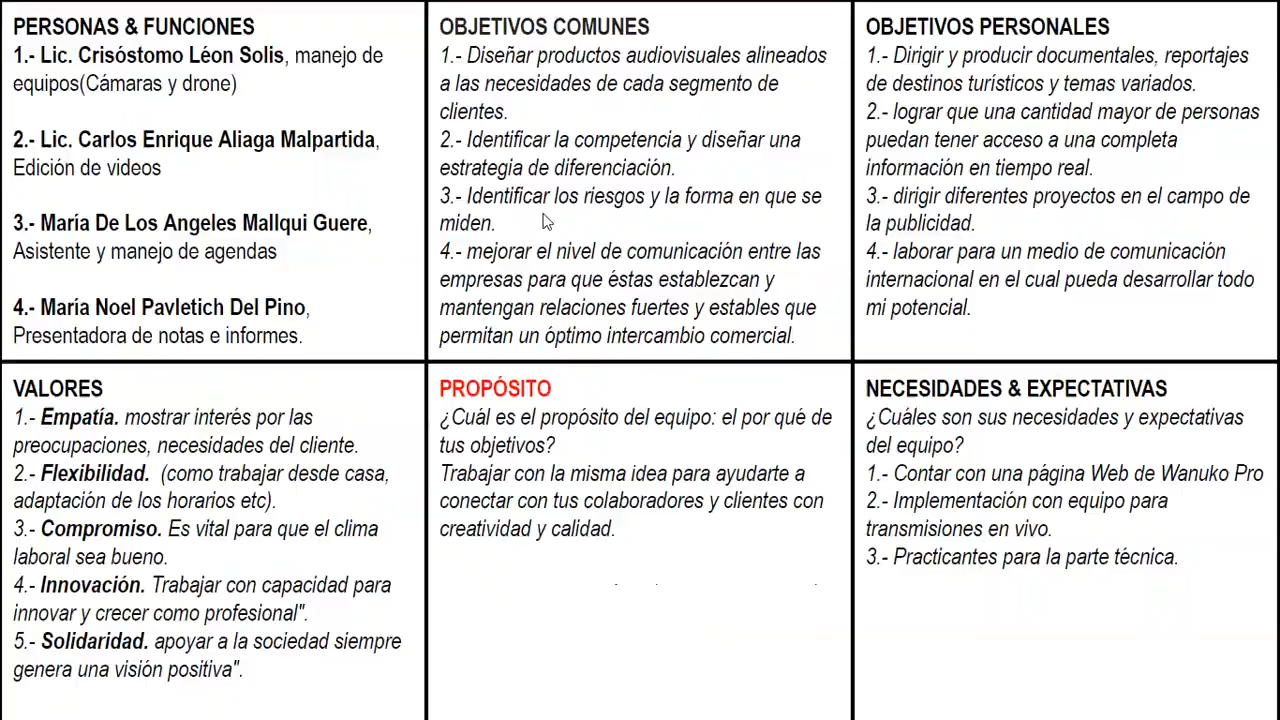 PERSONAS & FUNCIONES
1.- Lic. Crisóstomo Léon Solis, manejo de
equipos(Cámaras y drone)
2.- Lic. Carlos Enrique Aliaga Malpartida,
Edición de videos
3.- María De Los Angeles Mallqui Guere,
Asistente y manejo de agendas
4.- María Noel Pavletich Del Pino,
Presentadora de notas e informes.
OBJETIVOS COMUNES
1.- Diseñar productos audiovisuales alineados
a las necesidades de cada segmento de
clientes.
2.- Identificar la competencia y diseñar una
estrategia de diferenciación.
3.- Identificar los riesgos y la forma en que se
miden.
4.- mejorar el nivel de comunicación entre las
empresas para que éstas establezcan y
mantengan relaciones fuertes y estables que
permitan un óptimo intercambio comercial.
OBJETIVOS PERSONALES
1.- Dirigir y producir documentales, reportajes
de destinos turísticos y temas variados.
2.- lograr que una cantidad mayor de personas
puedan tener acceso a una completa
información en tiempo real.
3.- dirigir diferentes proyectos en el campo de
la publicidad.
4.- laborar para un medio de comunicación
internacional en el cual pueda desarrollar todo
mi potencial.
VALORES
1.- Empatía. mostrar interés por las
preocupaciones, necesidades del cliente.
2.- Flexibilidad. (como trabajar desde casa,
adaptación de los horarios etc).
3.- Compromiso. Es vital para que el clima
laboral sea bueno.
4.- Innovación. Trabajar con capacidad para
innovar y crecer como profesional".
5.- Solidaridad. apoyar a la sociedad siempre
genera una visión positiva".
PROPÓSITO
¿Cuál es el propósito del equipo: el por qué de
tus objetivos?
Trabajar con la misma idea para ayudarte a
conectar con tus colaboradores y clientes con
creatividad y calidad.
NECESIDADES & EXPECTATIVAS
¿Cuáles son sus necesidades y expectativas
del equipo?
1.- Contar con una página Web de Wanuko Pro
2.- Implementación con equipo para
transmisiones en vivo.
3.- Practicantes para la parte técnica.